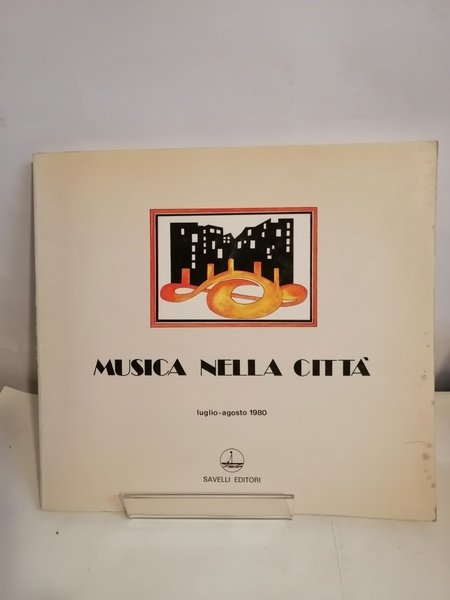 MUSICA NELLA CITTÀ
luglio-agosto 1980
SAVELLI EDITORI